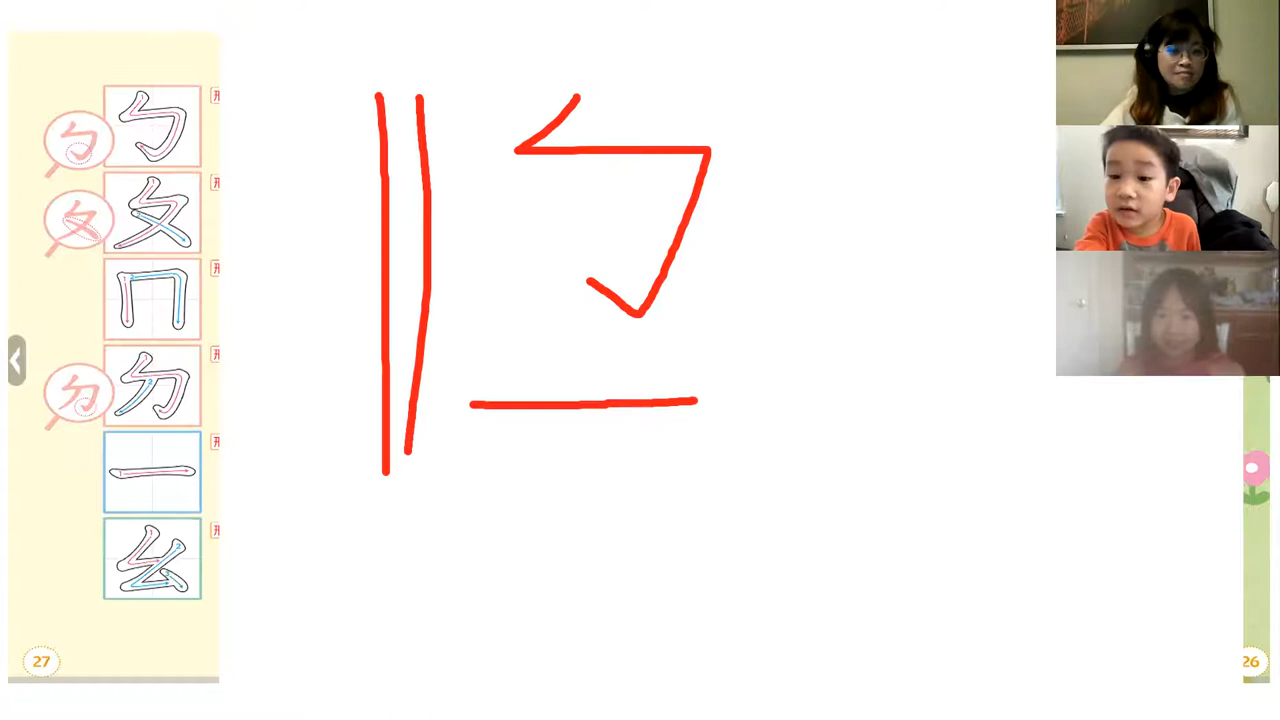 ㄅ ㄅ
ㄆ ㄆ
ㄇ
ㄉ ㄉ
ㄧ
ㄠ
27
ㄅ
ㄧ
26